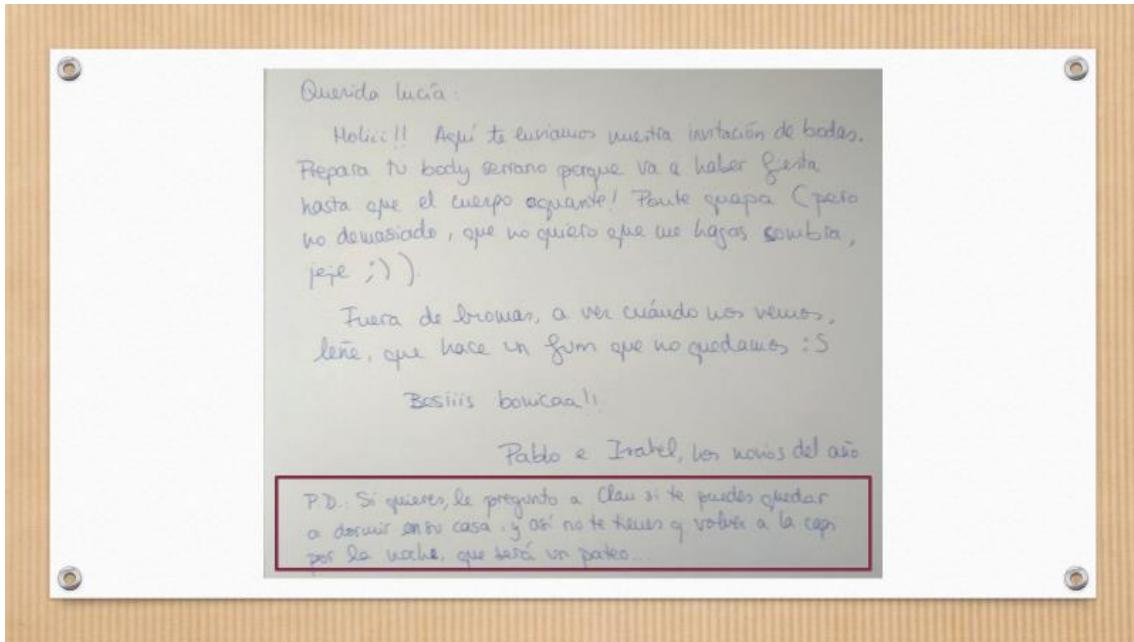 Querida Lucía:
Holiii!! Aquí te enviamos nuestra invitación de bodas.
Prepara tu body serrano porque va a haber fiesta
hasta que el cuerpo aguante! Ponte guapa (pero
no demasiado, que no quiero que me hagas sombra,
jeje ;) )
Fuera de bromas, a ver cuándo nos vemos,
leñe, que hace un fum que no quedamos :S
Besiiis bonicaa!!
Pablo e Isabel, los novios del año
P.D.: Si quieres, le pregunto a Clau si te puedes quedar
a dormir en su casa, y así no te tienes q volver a la cap
por la noche, que será un pateo...